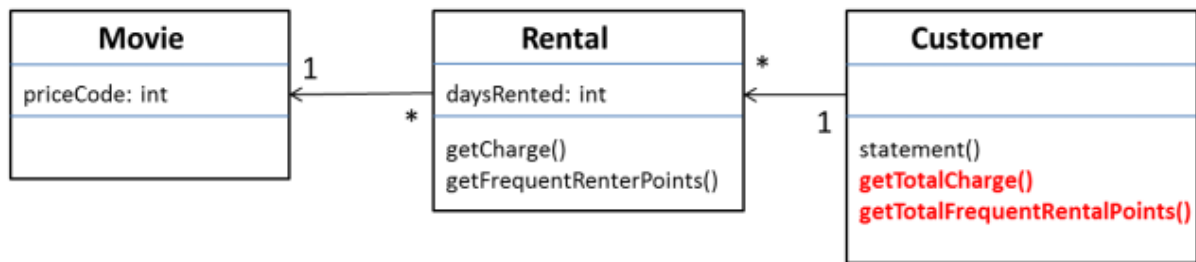 Movie
priceCode: int
1
*
Rental
daysRented: int
getCharge()
getFrequentRenterPoints()
*
1
Customer
statement()
getTotalCharge()
getTotalFrequentRentalPoints()